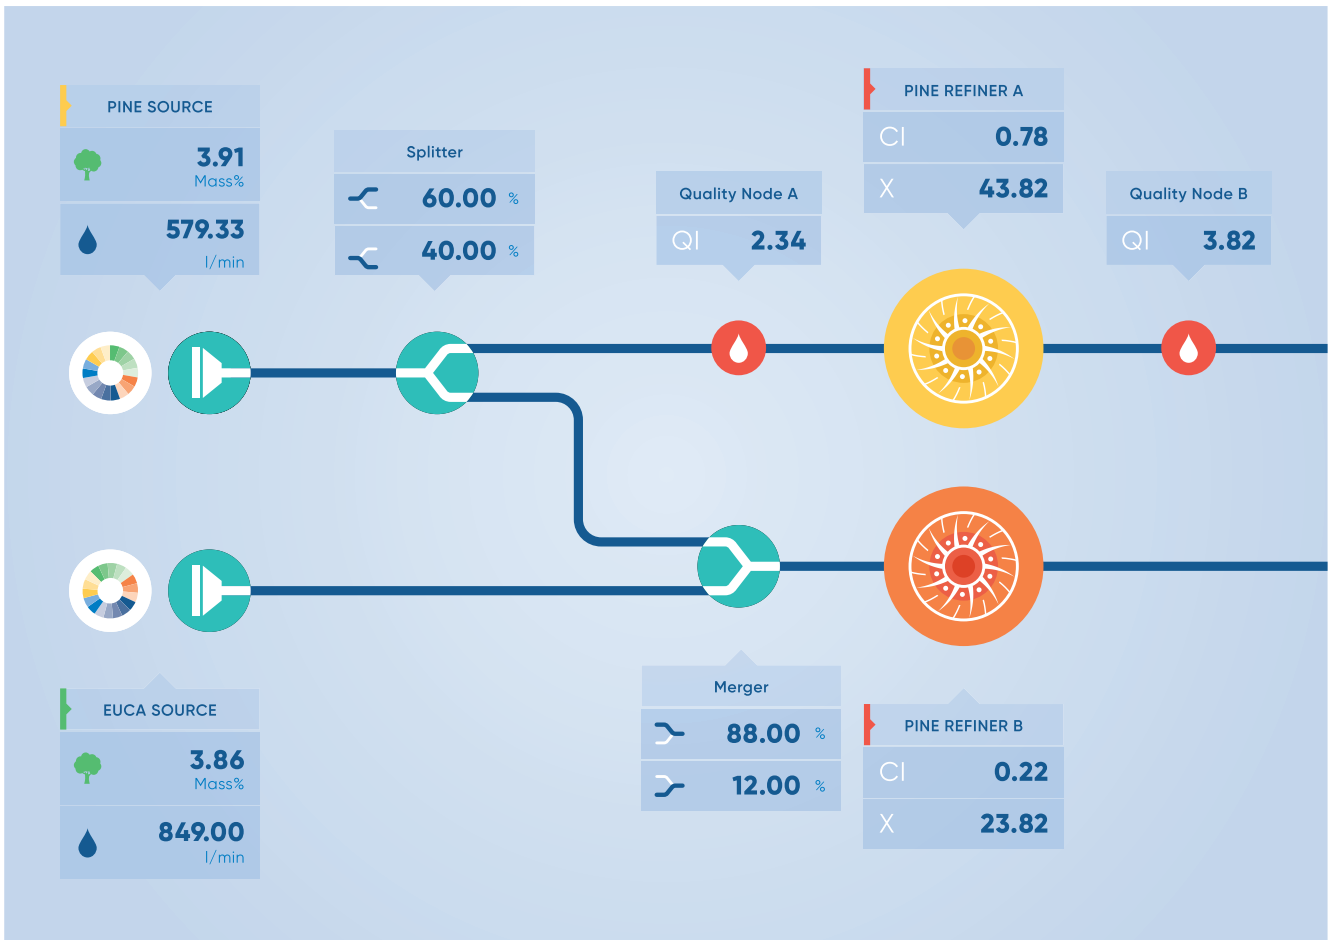 PINE SOURCE
3.91
Mass%
579.33
l/min
Splitter
60.00 %
40.00 %
Quality Node A
QI 2.34
PINE REFINER A
CI 0.78
X 43.82
Quality Node B
QI 3.82
EUCA SOURCE
3.86
Mass%
849.00
l/min
Merger
88.00 %
12.00 %
PINE REFINER B
CI 0.22
X 23.82